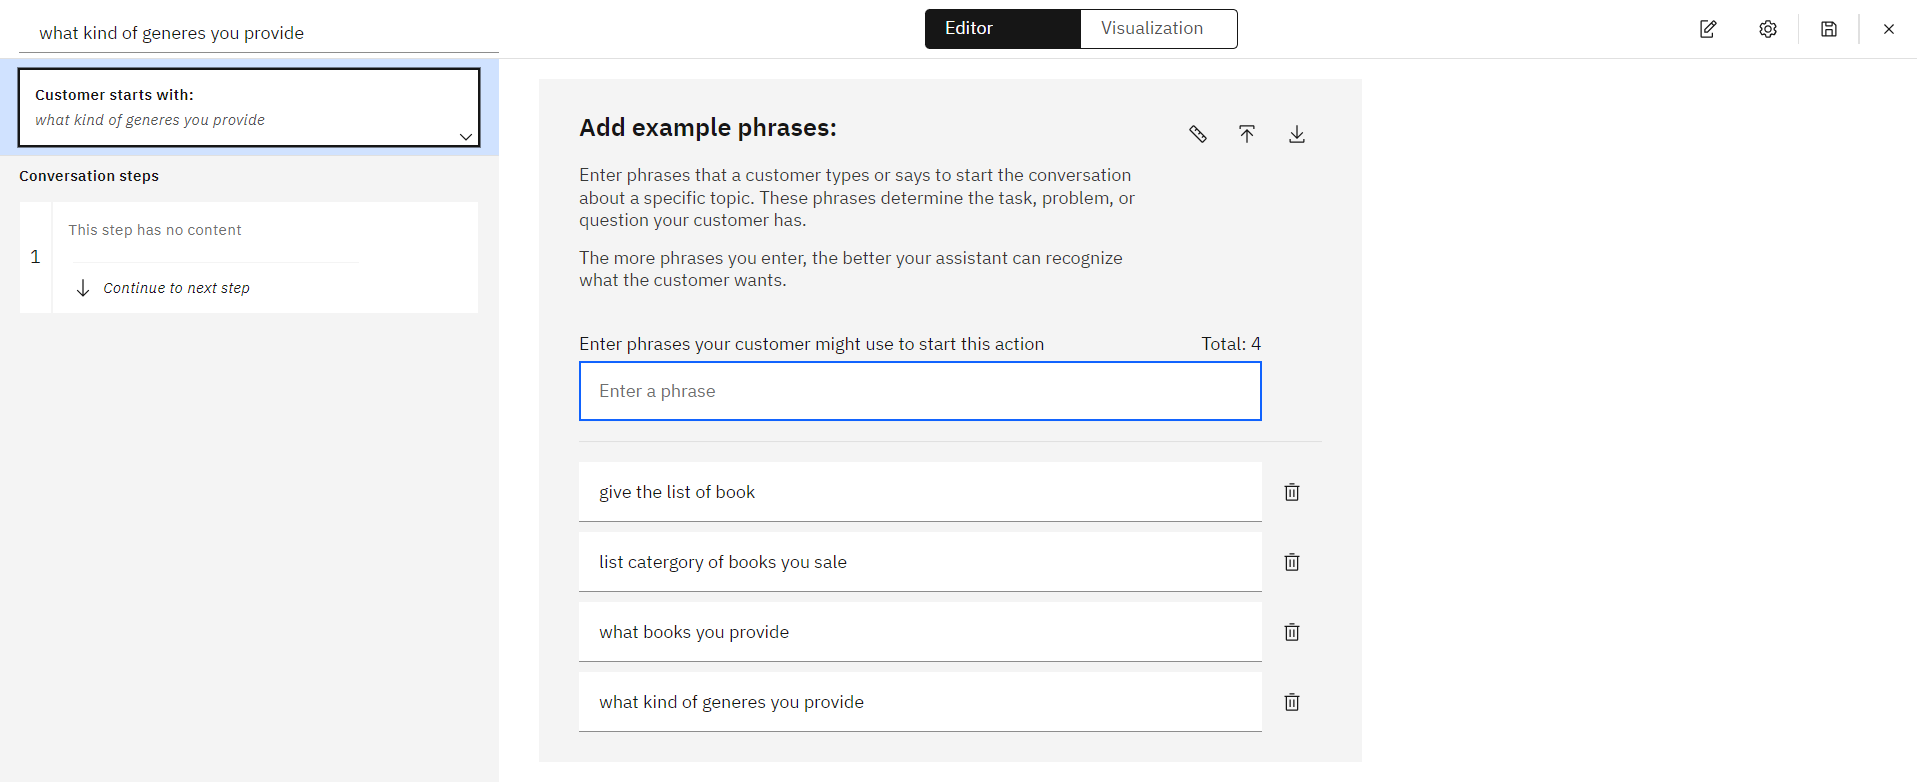 what kind of generes you provide
Editor
Visualization
Customer starts with:
what kind of generes you provide
Conversation steps
1
This step has no content
Continue to next step
Add example phrases:
Enter phrases that a customer types or says to start the conversation
about a specific topic. These phrases determine the task, problem, or
question your customer has.
The more phrases you enter, the better your assistant can recognize
what the customer wants.
Enter phrases your customer might use to start this action
Total: 4
Enter a phrase
give the list of book
list catergory of books you sale
what books you provide
what kind of generes you provide